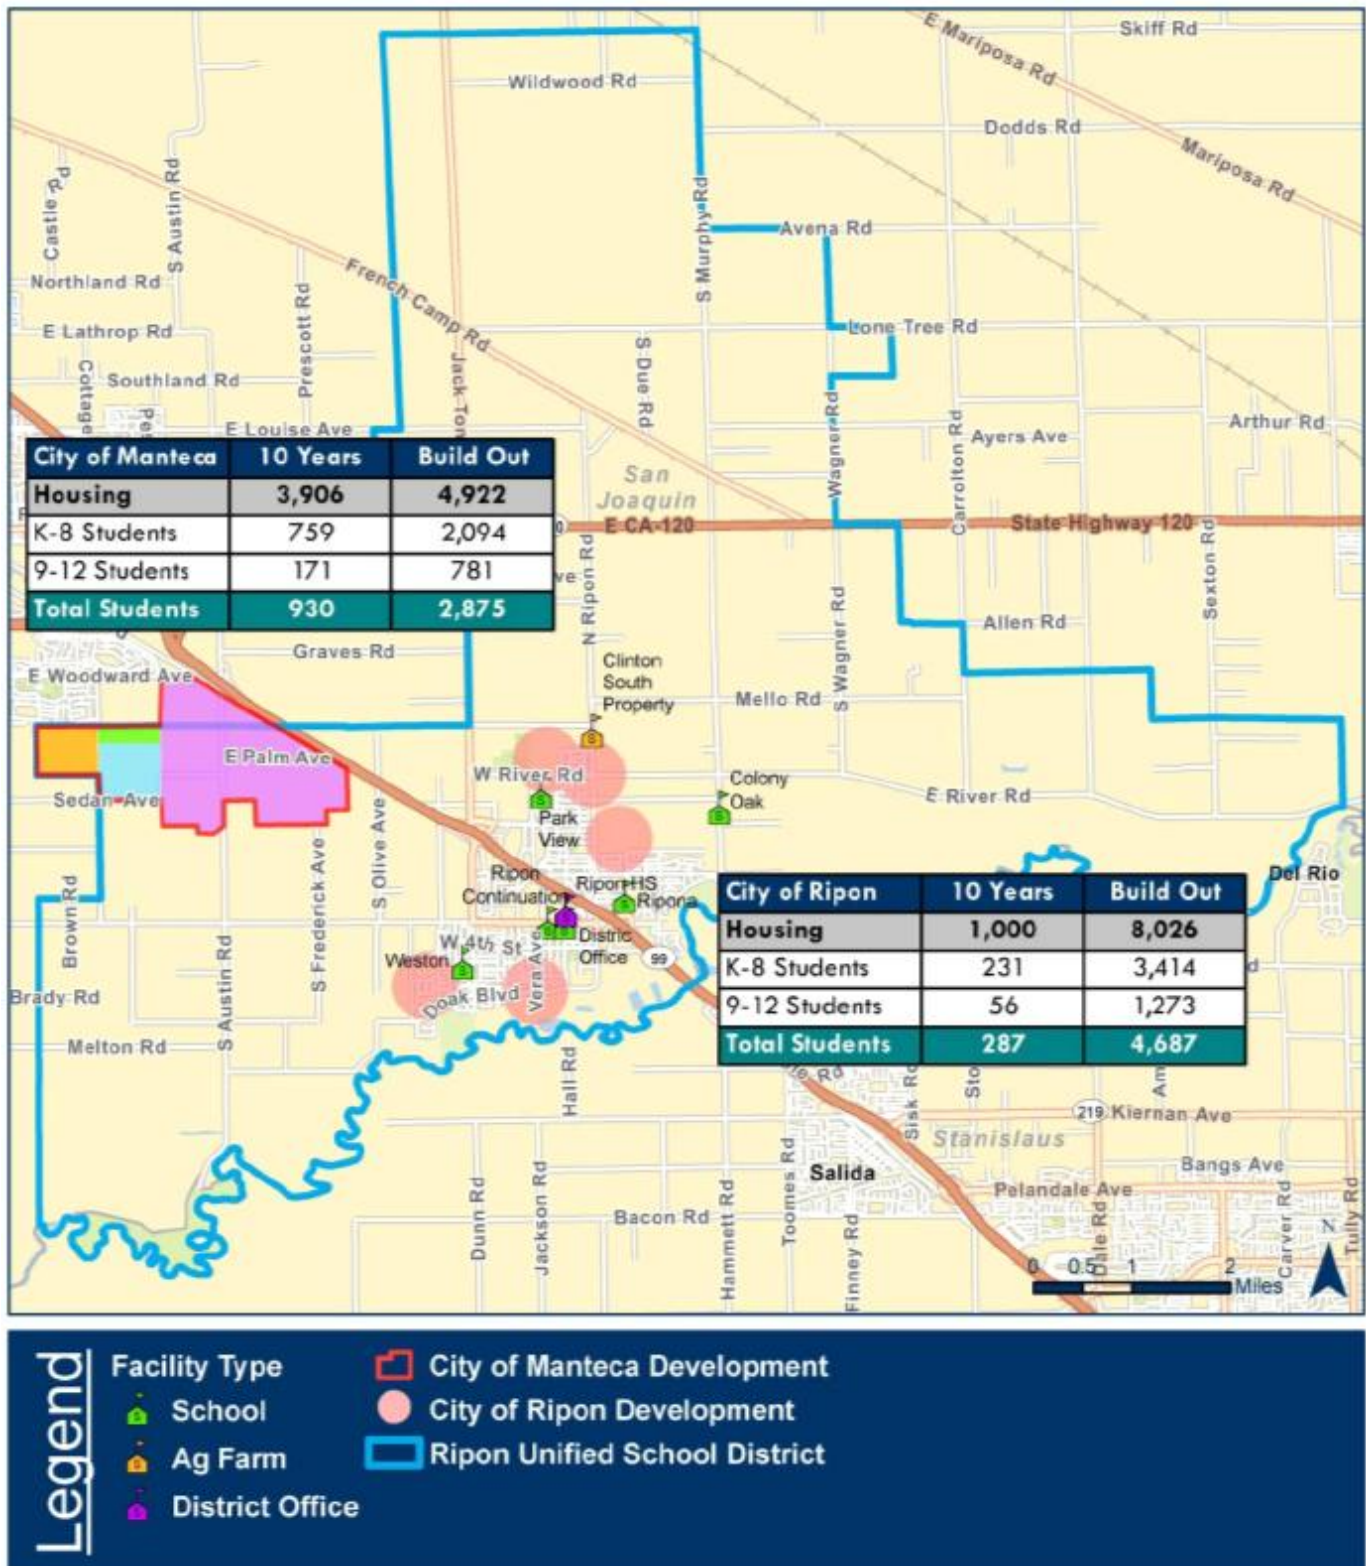 Skiff Rd
E Mariposa Rd
Wildwood Rd
Dodds Rd
Mariposa Rd
Castle Rd
S Austin Rd
S Murphy Rd
Avena Rd
Northland Rd
Prescott Rd
French Camp Rd
E Lathrop Rd
Lone Tree Rd
Cottage
Southland Rd
Jack Ton
S Due Rd
Wagner Rd
Carrolton Rd
Arthur Rd
E Louise Ave
Ayers Ave
San
Joaquin
E CA-120
State Highway 120
City of Manteca 10 Years Build Out
Housing 3,906 4,922
K-8 Students 759 2,094
9-12 Students 171 781
Total Students 930 2,875
N Ripon Rd
S Wagner Rd
Sexton Rd
Allen Rd
Graves Rd
E Woodward Ave
Clinton
South
Property
Mello Rd
E Palm Ave
W River Rd
Colony
Oak
Sedan Ave
E River Rd
Park
View
S Olive Ave
S Frederick Ave
Brown Rd
Ripon
Continuation
Ripon HS
Ripona
Del Rio
W 4th St
Distric
Office
99
Weston
Vera Ave
Doak Blvd
City of Ripon 10 Years Build Out
Housing 1,000 8,026
K-8 Students 231 3,414
9-12 Students 56 1,273
Total Students 287 4,687
Brady Rd
S Austin Rd
Melton Rd
Hall Rd
Sisk Rd
219
Kiernan Ave
Stanislaus
Salida
Bangs Ave
Pelandale Ave
Dunn Rd
Jackson Rd
Bacon Rd
Hammett Rd
Toomes Rd
Finney Rd
Dale Rd
Carver Rd
Tully Rd
N
0 0.5 1 2
Miles
Legend
Facility Type
School
Ag Farm
District Office
City of Manteca Development
City of Ripon Development
Ripon Unified School District